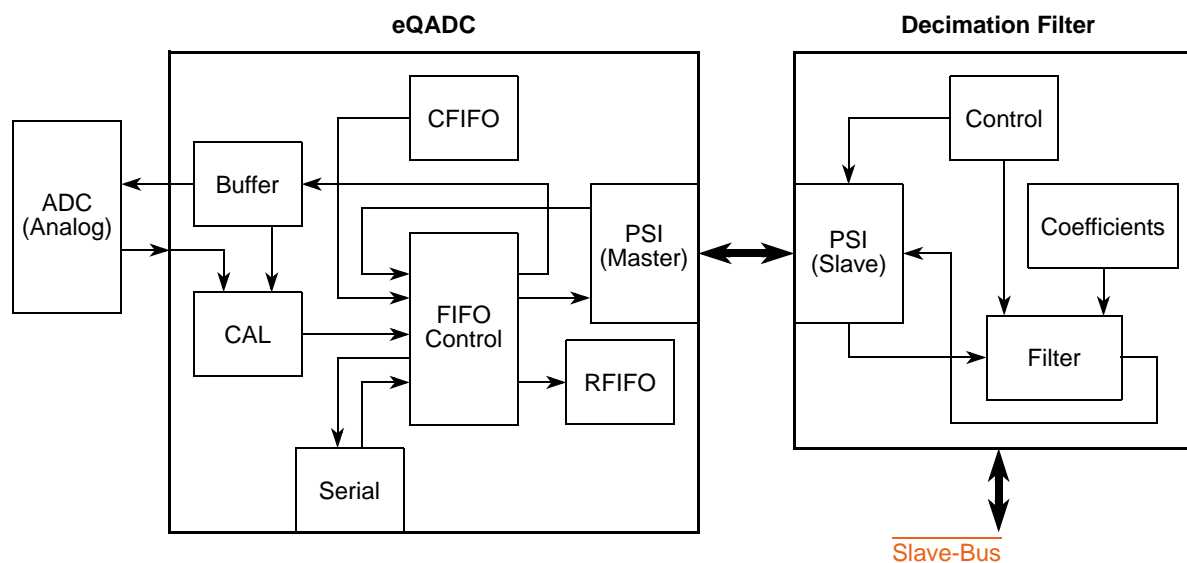 eQADC
Decimation Filter
CFIFO
Control
ADC
(Analog)
Buffer
PSI
(Master)
PSI
(Slave)
Coefficients
CAL
FIFO
Control
Filter
RFIFO
Serial
Slave-Bus